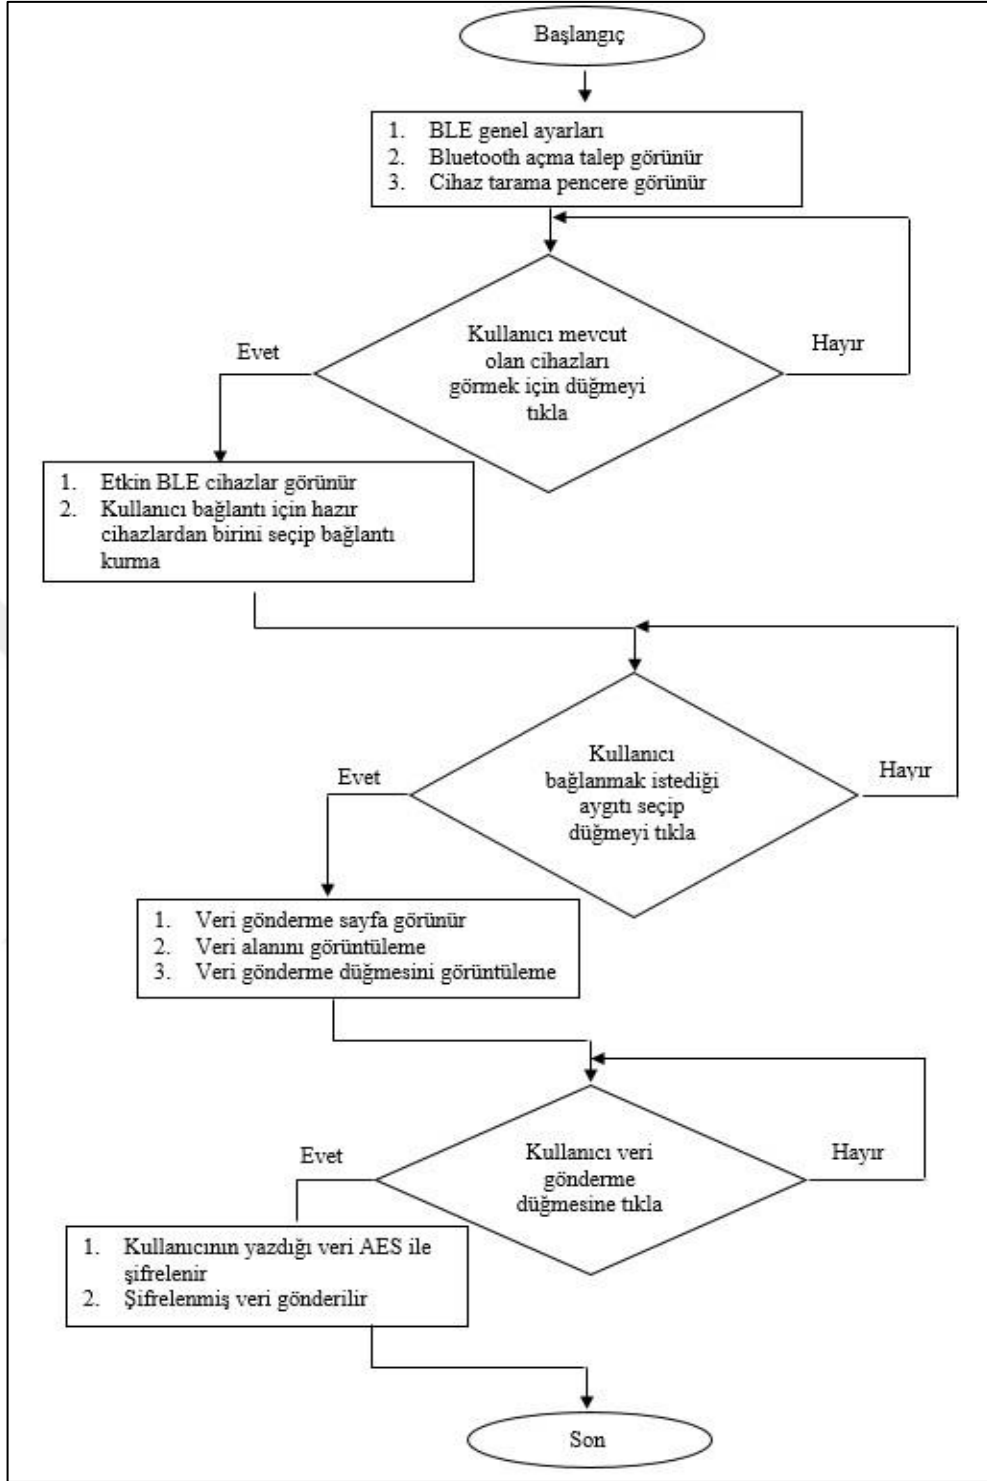 Başlangıç
1. BLE genel ayarları
2. Bluetooth açma talep görünür
3. Cihaz tarama pencere görünür
Kullanıcı mevcut
olan cihazları
görmek için düğmeyi
tıkla
Evet
Hayır
1. Etkin BLE cihazlar görünür
2. Kullanıcı bağlantı için hazır
cihazlardan birini seçip bağlantı
kurma
Kullanıcı
bağlanmak istediği
aygıtı seçip
düğmeyi tıkla
Evet
Hayır
1. Veri gönderme sayfa görünür
2. Veri alanını görüntüleme
3. Veri gönderme düğmesini görüntüleme
Kullanıcı veri
gönderme
düğmesine tıkla
Evet
Hayır
1. Kullanıcının yazdığı veri AES ile
şifrelenir
2. Şifrelenmiş veri gönderilir
Son